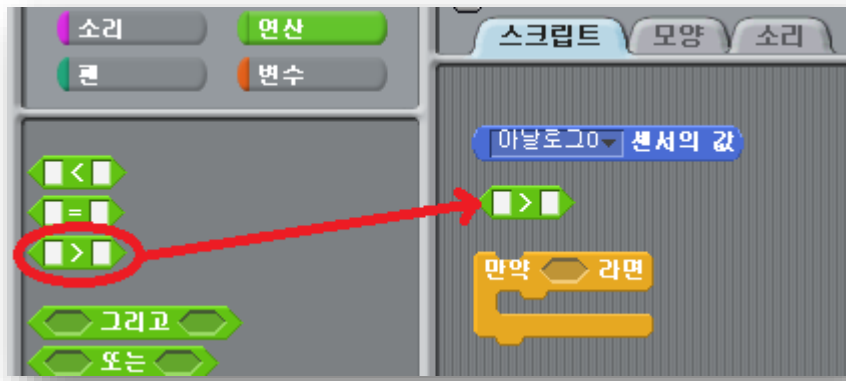 소리
연산
펜
변수
<
=
>
그리고
또는
스크립트
모양
소리
아날로그0 센서의 값
>
만약 라면